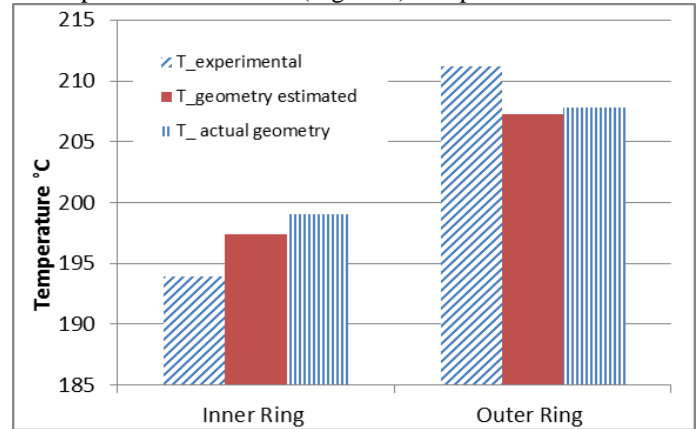 215
210
205
200
195
190
185
Temperature ˚C
T_experimental
T_geometry estimated
T_ actual geometry
Inner Ring
Outer Ring